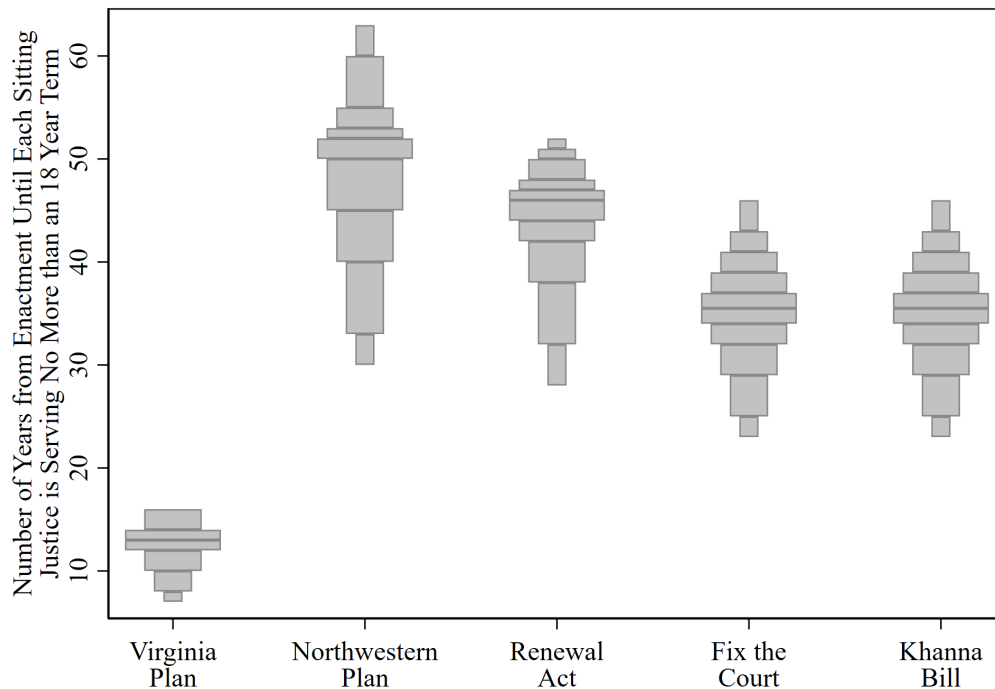 Number of Years from Enactment Until Each Sitting
Justice is Serving No More than an 18 Year Term
60
50
40
30
20
10
Virginia
Plan
Northwestern
Plan
Renewal
Act
Fix the
Court
Khanna
Bill